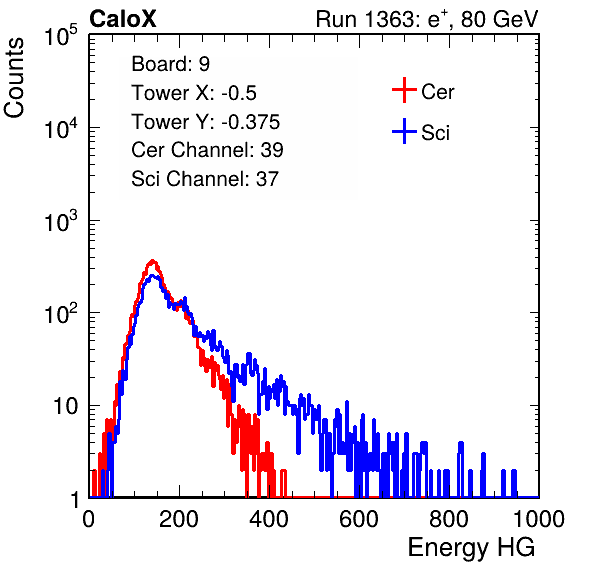 CaloX Run 1363: e⁺, 80 GeV
Counts
Board: 9
Tower X: -0.5
Tower Y: -0.375
Cer Channel: 39
Sci Channel: 37
Cer
Sci
10⁵
10⁴
10³
10²
10
1
0 200 400 600 800 1000
Energy HG